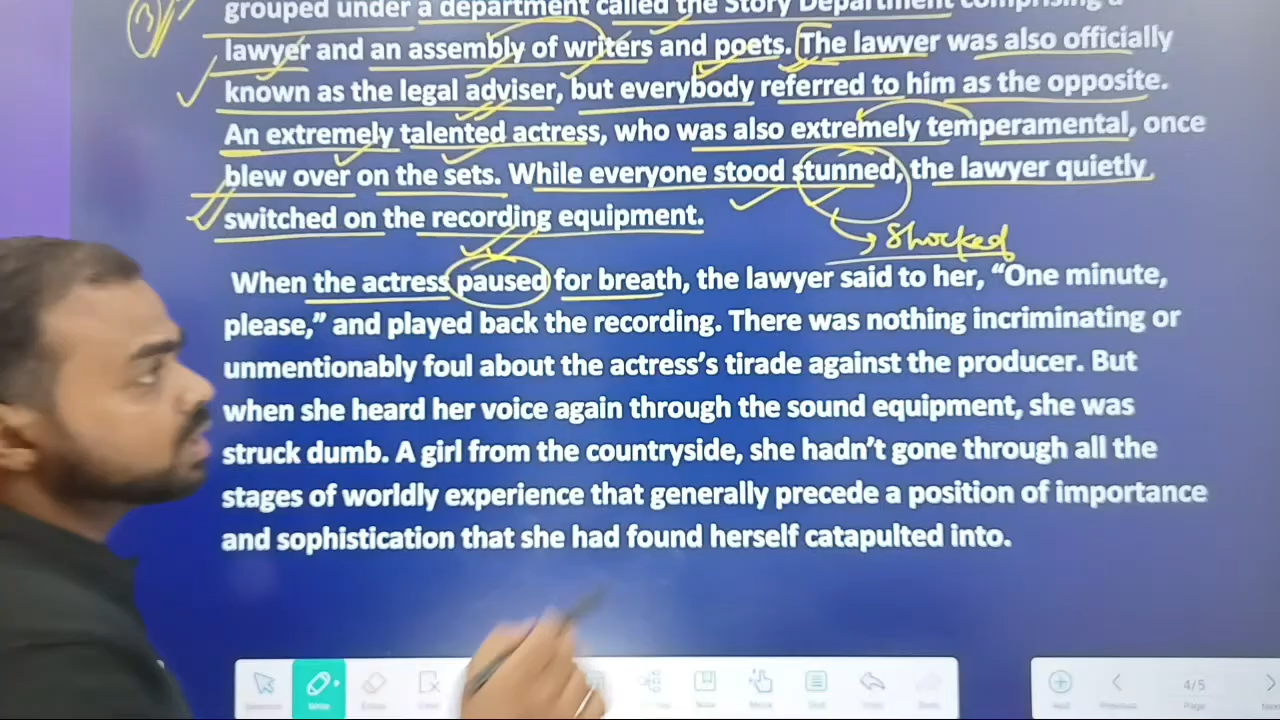 grouped under a department called the Story Department comprising a
lawyer and an assembly of writers and poets. The lawyer was also officially
known as the legal adviser, but everybody referred to him as the opposite.
An extremely talented actress, who was also extremely temperamental, once
blew over on the sets. While everyone stood stunned, the lawyer quietly
switched on the recording equipment.
Shocked
When the actress paused for breath, the lawyer said to her, “One minute,
please,” and played back the recording. There was nothing incriminating or
unmentionably foul about the actress’s tirade against the producer. But
when she heard her voice again through the sound equipment, she was
struck dumb. A girl from the countryside, she hadn’t gone through all the
stages of worldly experience that generally precede a position of importance
and sophistication that she had found herself catapulted into.
4/5
Page